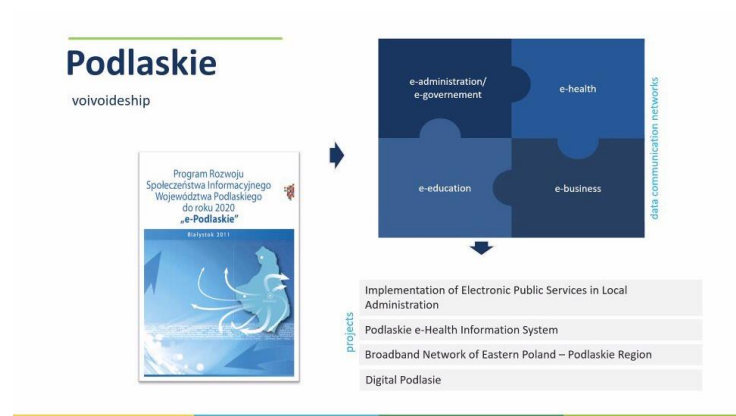 Podlaskie
voivoideship
Program Rozwoju
Społeczeństwa Informacyjnego
Województwa Podlaskiego
do roku 2020
„e-Podlaskie”
Białystok 2011
e-administration/
e-governement
e-health
e-education
e-business
data communication networks
projects
Implementation of Electronic Public Services in Local
Administration
Podlaskie e-Health Information System
Broadband Network of Eastern Poland – Podlaskie Region
Digital Podlasie